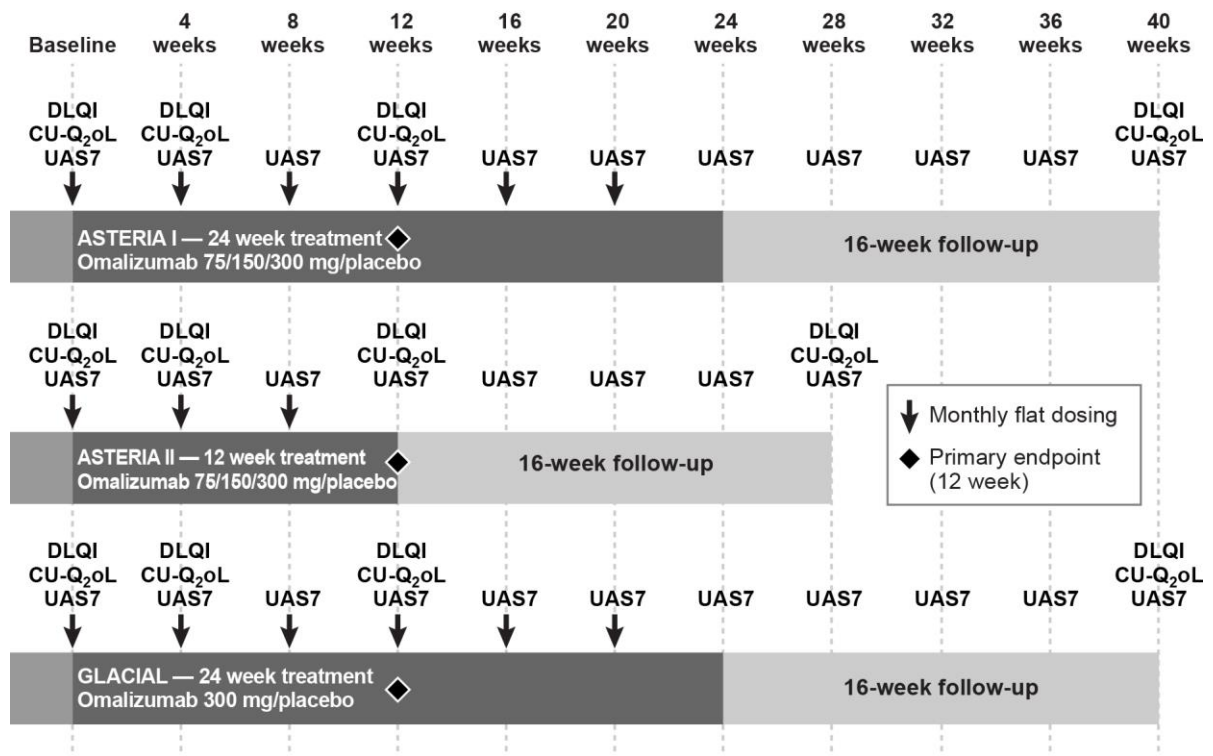 Baseline 4 weeks 8 weeks 12 weeks 16 weeks 20 weeks 24 weeks 28 weeks 32 weeks 36 weeks 40 weeks
DLQI DLQI DLQI DLQI
CU-Q₂oL CU-Q₂oL CU-Q₂oL CU-Q₂oL
UAS7 UAS7 UAS7 UAS7 UAS7 UAS7 UAS7 UAS7 UAS7 UAS7 UAS7
ASTERIA I — 24 week treatment
Omalizumab 75/150/300 mg/placebo
16-week follow-up
DLQI DLQI DLQI DLQI
CU-Q₂oL CU-Q₂oL CU-Q₂oL CU-Q₂oL
UAS7 UAS7 UAS7 UAS7 UAS7 UAS7 UAS7 UAS7
ASTERIA II — 12 week treatment
Omalizumab 75/150/300 mg/placebo
16-week follow-up
Monthly flat dosing
Primary endpoint
(12 week)
DLQI DLQI DLQI DLQI
CU-Q₂oL CU-Q₂oL CU-Q₂oL CU-Q₂oL
UAS7 UAS7 UAS7 UAS7 UAS7 UAS7 UAS7 UAS7 UAS7 UAS7 UAS7
GLACIAL — 24 week treatment
Omalizumab 300 mg/placebo
16-week follow-up